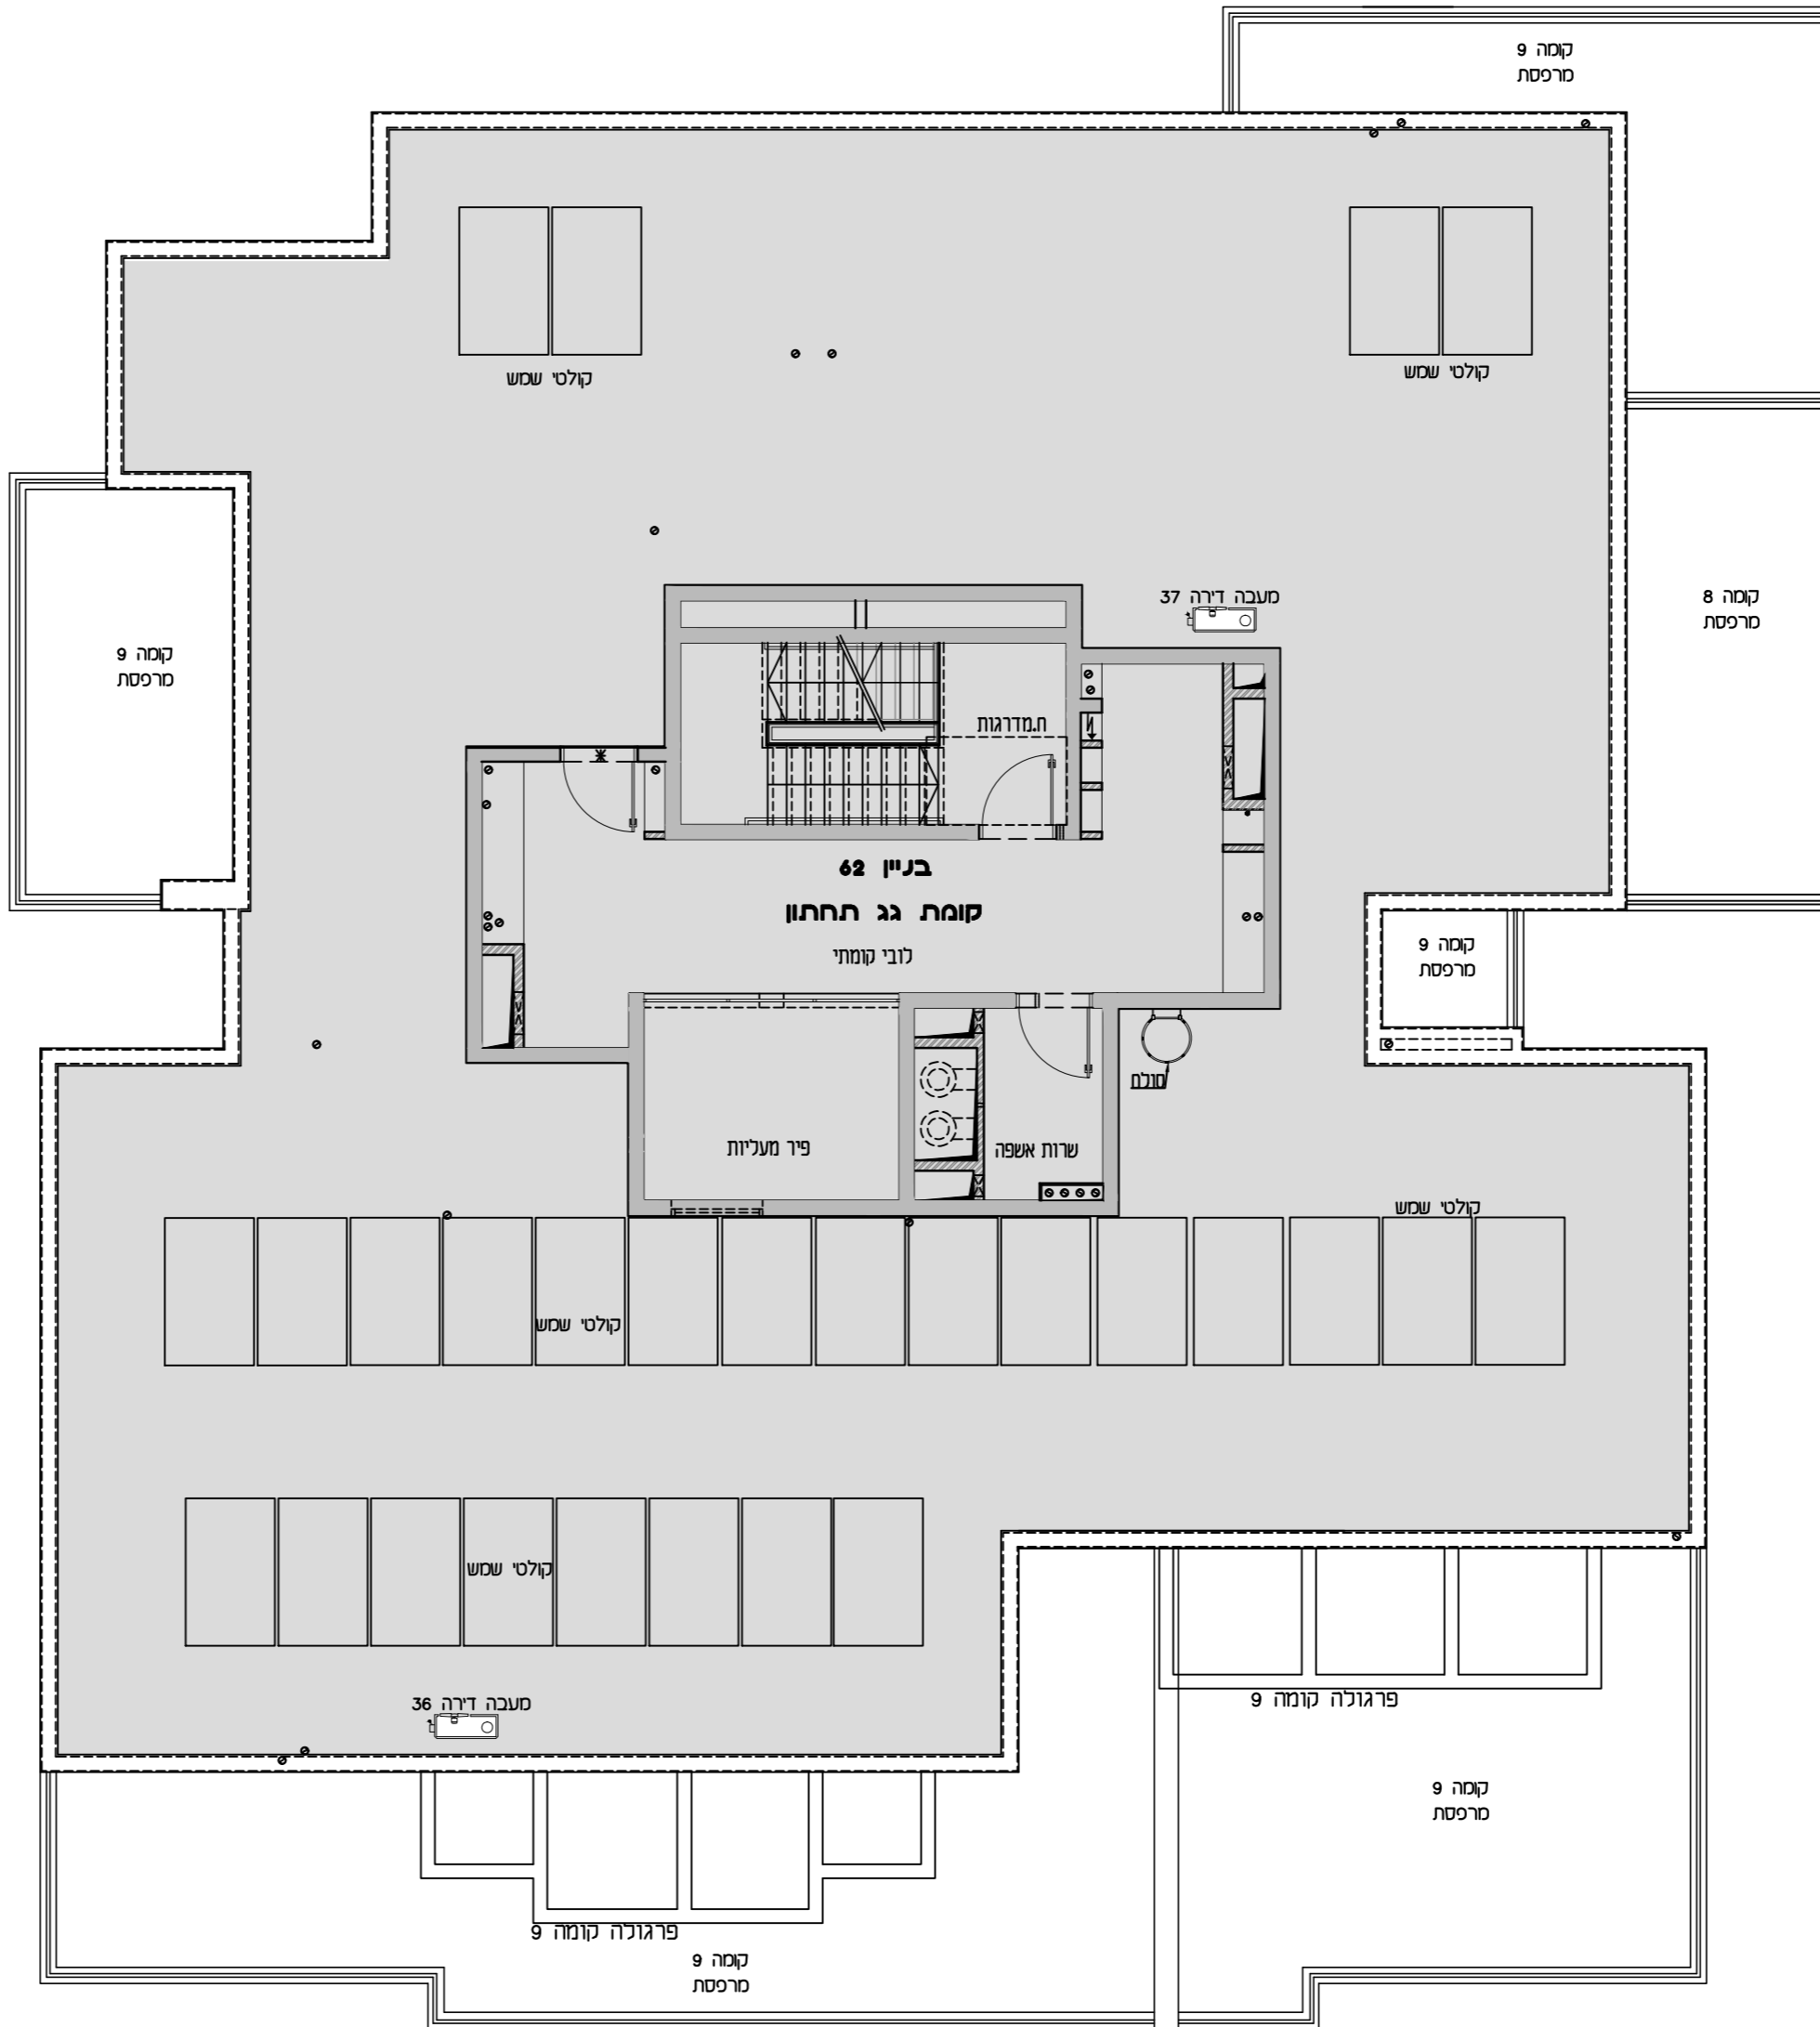 קומה 9
מרפסת
קולטי שמש
קולטי שמש
מעבה דירה 37
קומה 8
מרפסת
קומה 9
מרפסת
ח.מדרגות
בניין 62
קומת גג תחתון
לובי קומתי
קומה 9
מרפסת
סולם
פיר מעליות
שרות אשפה
קולטי שמש
קולטי שמש
קולטי שמש
מעבה דירה 36
פרגולה קומה 9
קומה 9
מרפסת
פרגולה קומה 9
קומה 9
מרפסת